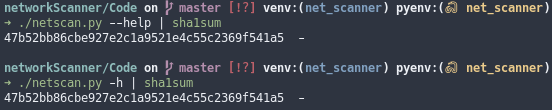 networkScanner/Code on master [!?] venv:(net_scanner) pyenv:(net_scanner)
➜ ./netscan.py --help | sha1sum
47b52bb86cbe927e2c1a9521e4c55c2369f541a5  -
networkScanner/Code on master [!?] venv:(net_scanner) pyenv:(net_scanner)
➜ ./netscan.py -h | sha1sum
47b52bb86cbe927e2c1a9521e4c55c2369f541a5  -